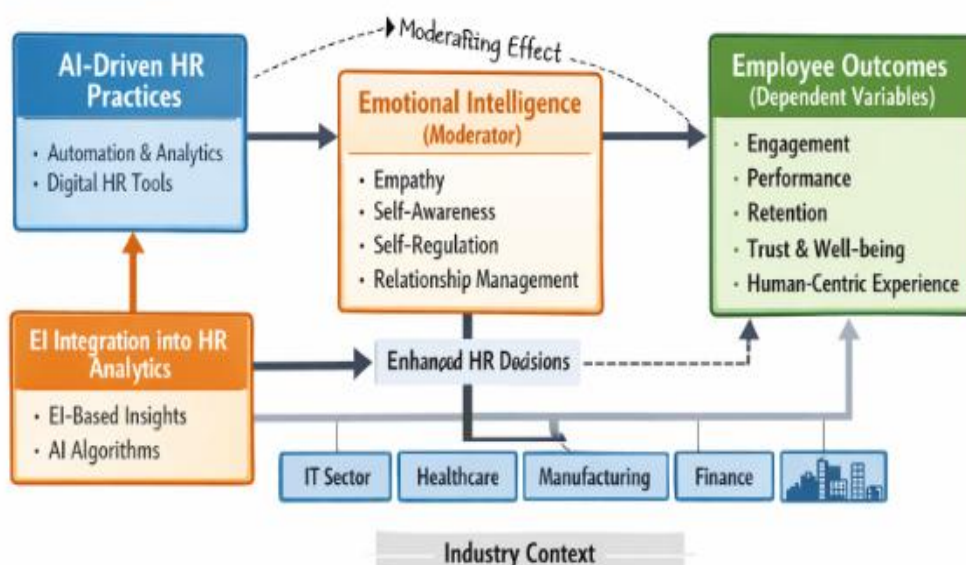 Moderafting Effect
AI-Driven HR
Practices
• Automation & Analytics
• Digital HR Tools
Emotional Intelligence
(Moderator)
• Empathy
• Self-Awareness
• Self-Regulation
• Relationship Management
Employee Outcomes
(Dependent Variables)
• Engagement
• Performance
• Retention
• Trust & Well-being
• Human-Centric Experience
EI Integration into HR
Analytics
• EI-Based Insights
• AI Algorithms
Enhanced HR Decisions
IT Sector
Healthcare
Manufacturing
Finance
Industry Context